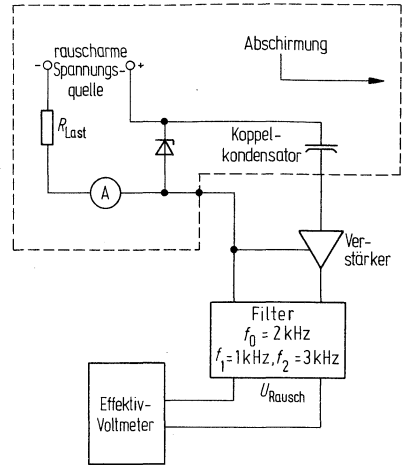 Abschirmung
rauscharme
- Spannungs- +
quelle
R_Last
Koppel-
kondensator
A
Ver-
stärker
Filter
f_0 = 2 kHz
f_1 = 1 kHz, f_2 = 3 kHz
U_Rausch
Effektiv-
Voltmeter